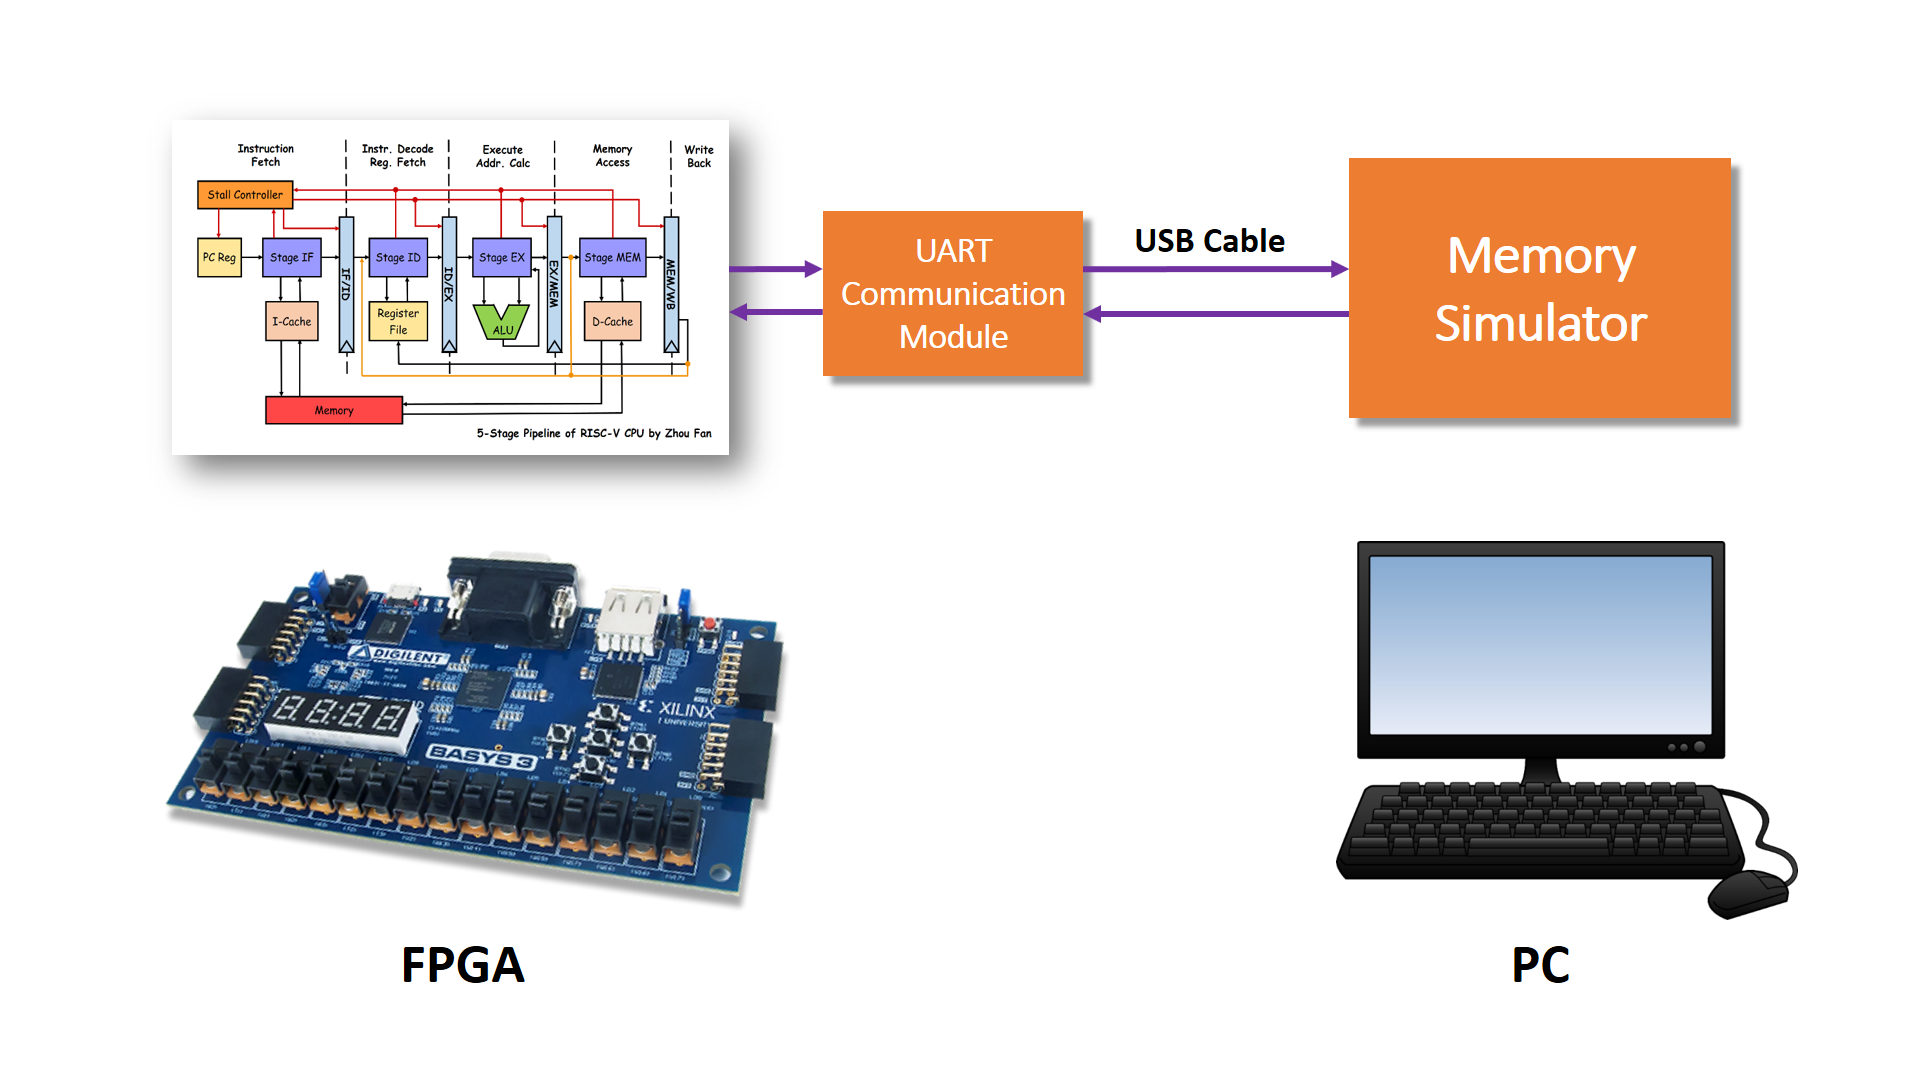 Instruction
Fetch
Instr. Decode
Reg. Fetch
Execute
Addr. Calc
Memory
Access
Write
Back
Stall Controller
PC Reg
Stage IF
IF/ID
Stage ID
ID/EX
Stage EX
EX/MEM
Stage MEM
MEM/WB
I-Cache
Register
File
ALU
D-Cache
Memory
5-Stage Pipeline of RISC-V CPU by Zhou Fan
UART
Communication
Module
USB Cable
Memory
Simulator
DIGILENT
XILINX
UNIVERSITY
BASYS 3
FPGA
PC